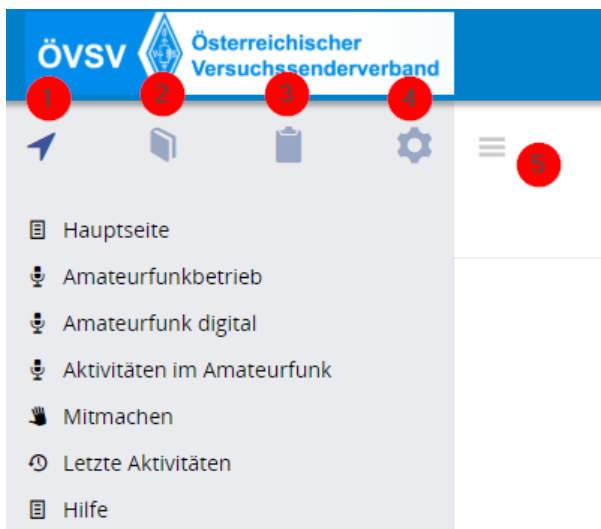 ÖVSV Österreichischer
Versuchssenderverband
1 2 3 4
5
Hauptseite
Amateurfunkbetrieb
Amateurfunk digital
Aktivitäten im Amateurfunk
Mitmachen
Letzte Aktivitäten
Hilfe